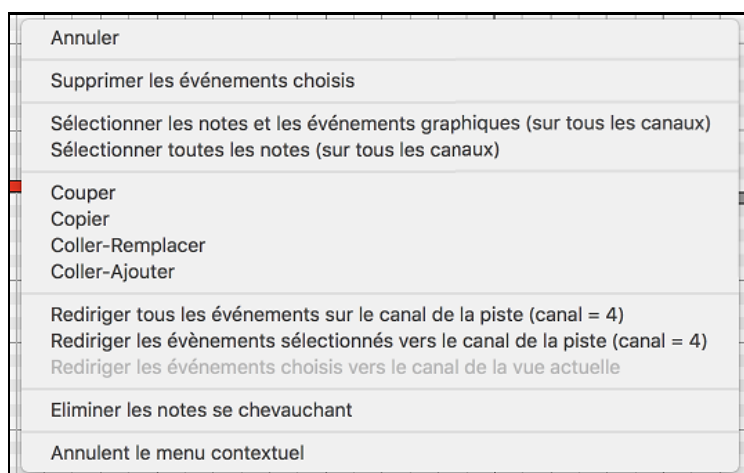 Annuler
Supprimer les événements choisis
Sélectionner les notes et les événements graphiques (sur tous les canaux)
Sélectionner toutes les notes (sur tous les canaux)
Couper
Copier
Coller-Remplacer
Coller-Ajouter
Rediriger tous les événements sur le canal de la piste (canal = 4)
Rediriger les évènements sélectionnés vers le canal de la piste (canal = 4)
Rediriger les événements choisis vers le canal de la vue actuelle
Eliminer les notes se chevauchant
Annulent le menu contextuel